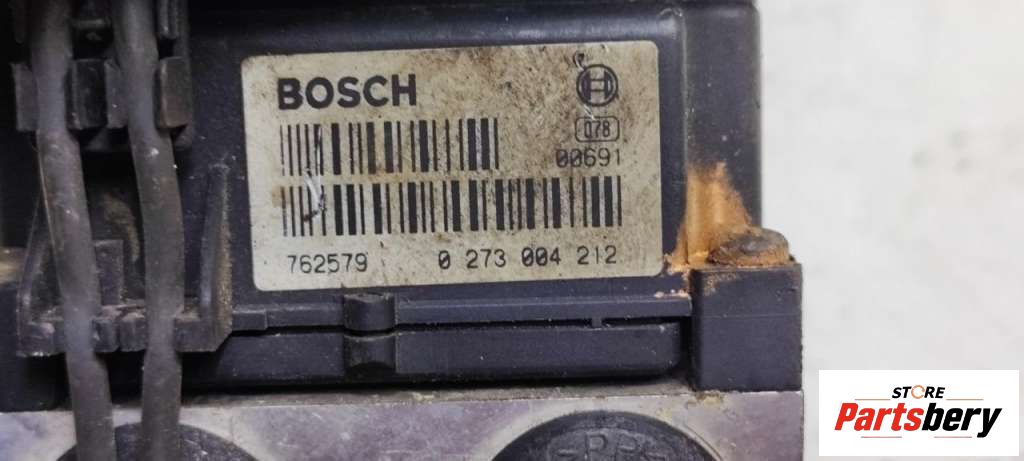 BOSCH
078
00691
762579 0 273 004 212
STORE
Partsbery